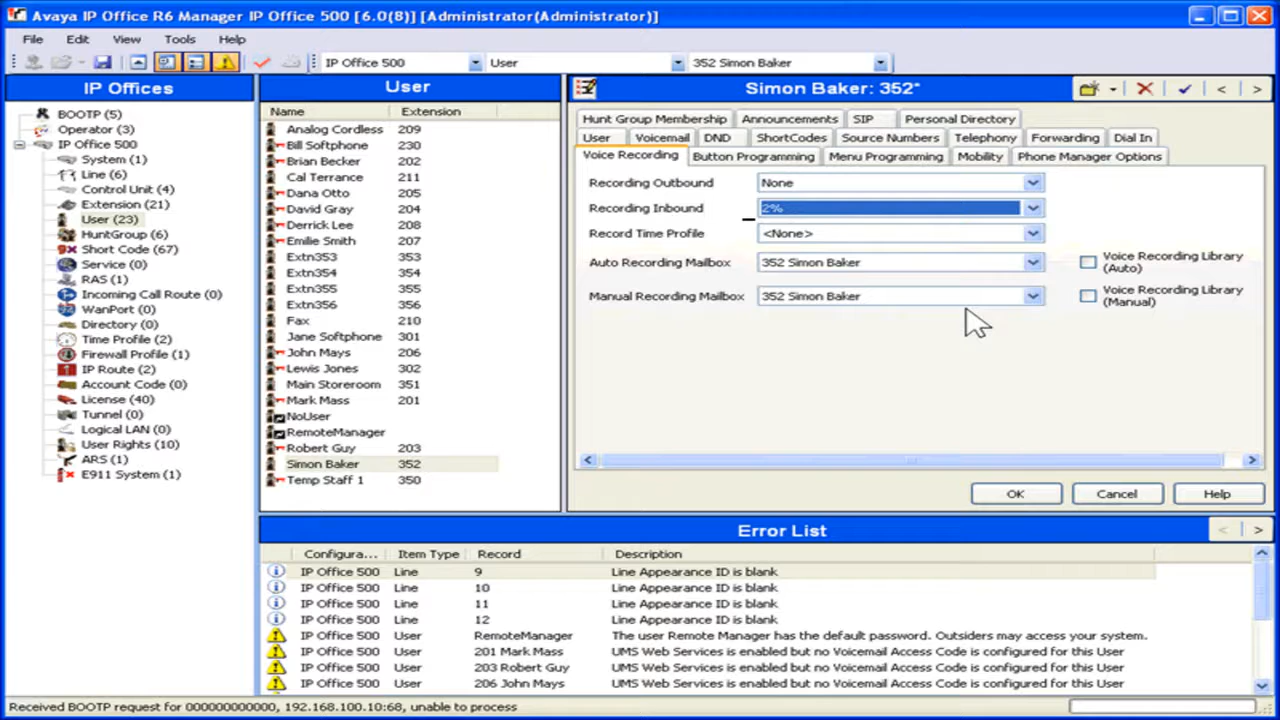 Avaya IP Office R6 Manager IP Office 500 [6.0(8)] [Administrator(Administrator)]
File Edit View Tools Help
IP Office 500 User 352 Simon Baker
IP Offices
BOOTP (5)
Operator (3)
IP Office 500
System (1)
Line (6)
Control Unit (4)
Extension (21)
User (23)
HuntGroup (6)
Short Code (67)
Service (0)
RAS (1)
Incoming Call Route (0)
WanPort (0)
Directory (0)
Time Profile (2)
Firewall Profile (1)
IP Route (2)
Account Code (0)
License (40)
Tunnel (0)
Logical LAN (0)
User Rights (10)
ARS (1)
E911 System (1)
User
Name Extension
Analog Cordless 209
Bill Softphone 230
Brian Becker 202
Cal Terrance 211
Dana Otto 205
David Gray 204
Derrick Lee 208
Emilie Smith 207
Extn353 353
Extn354 354
Extn355 355
Extn356 356
Fax 210
Jane Softphone 301
John Mays 206
Lewis Jones 302
Main Storeroom 351
Mark Mass 201
NoUser
RemoteManager
Robert Guy 203
Simon Baker 352
Temp Staff 1 350
Simon Baker: 352*
Hunt Group Membership Announcements SIP Personal Directory
User Voicemail DND ShortCodes Source Numbers Telephony Forwarding Dial In
Voice Recording Button Programming Menu Programming Mobility Phone Manager Options
Recording Outbound None
Recording Inbound 2%
Record Time Profile <None>
Auto Recording Mailbox 352 Simon Baker Voice Recording Library
(Auto)
Manual Recording Mailbox 352 Simon Baker Voice Recording Library
(Manual)
OK Cancel Help
Error List
Configura... Item Type Record Description
IP Office 500 Line 9 Line Appearance ID is blank
IP Office 500 Line 10 Line Appearance ID is blank
IP Office 500 Line 11 Line Appearance ID is blank
IP Office 500 Line 12 Line Appearance ID is blank
IP Office 500 User RemoteManager The user Remote Manager has the default password. Outsiders may access your system.
IP Office 500 User 201 Mark Mass UMS Web Services is enabled but no Voicemail Access Code is configured for this User
IP Office 500 User 203 Robert Guy UMS Web Services is enabled but no Voicemail Access Code is configured for this User
IP Office 500 User 206 John Mays UMS Web Services is enabled but no Voicemail Access Code is configured for this User
Received BOOTP request for 000000000000, 192.168.100.10:68, unable to process